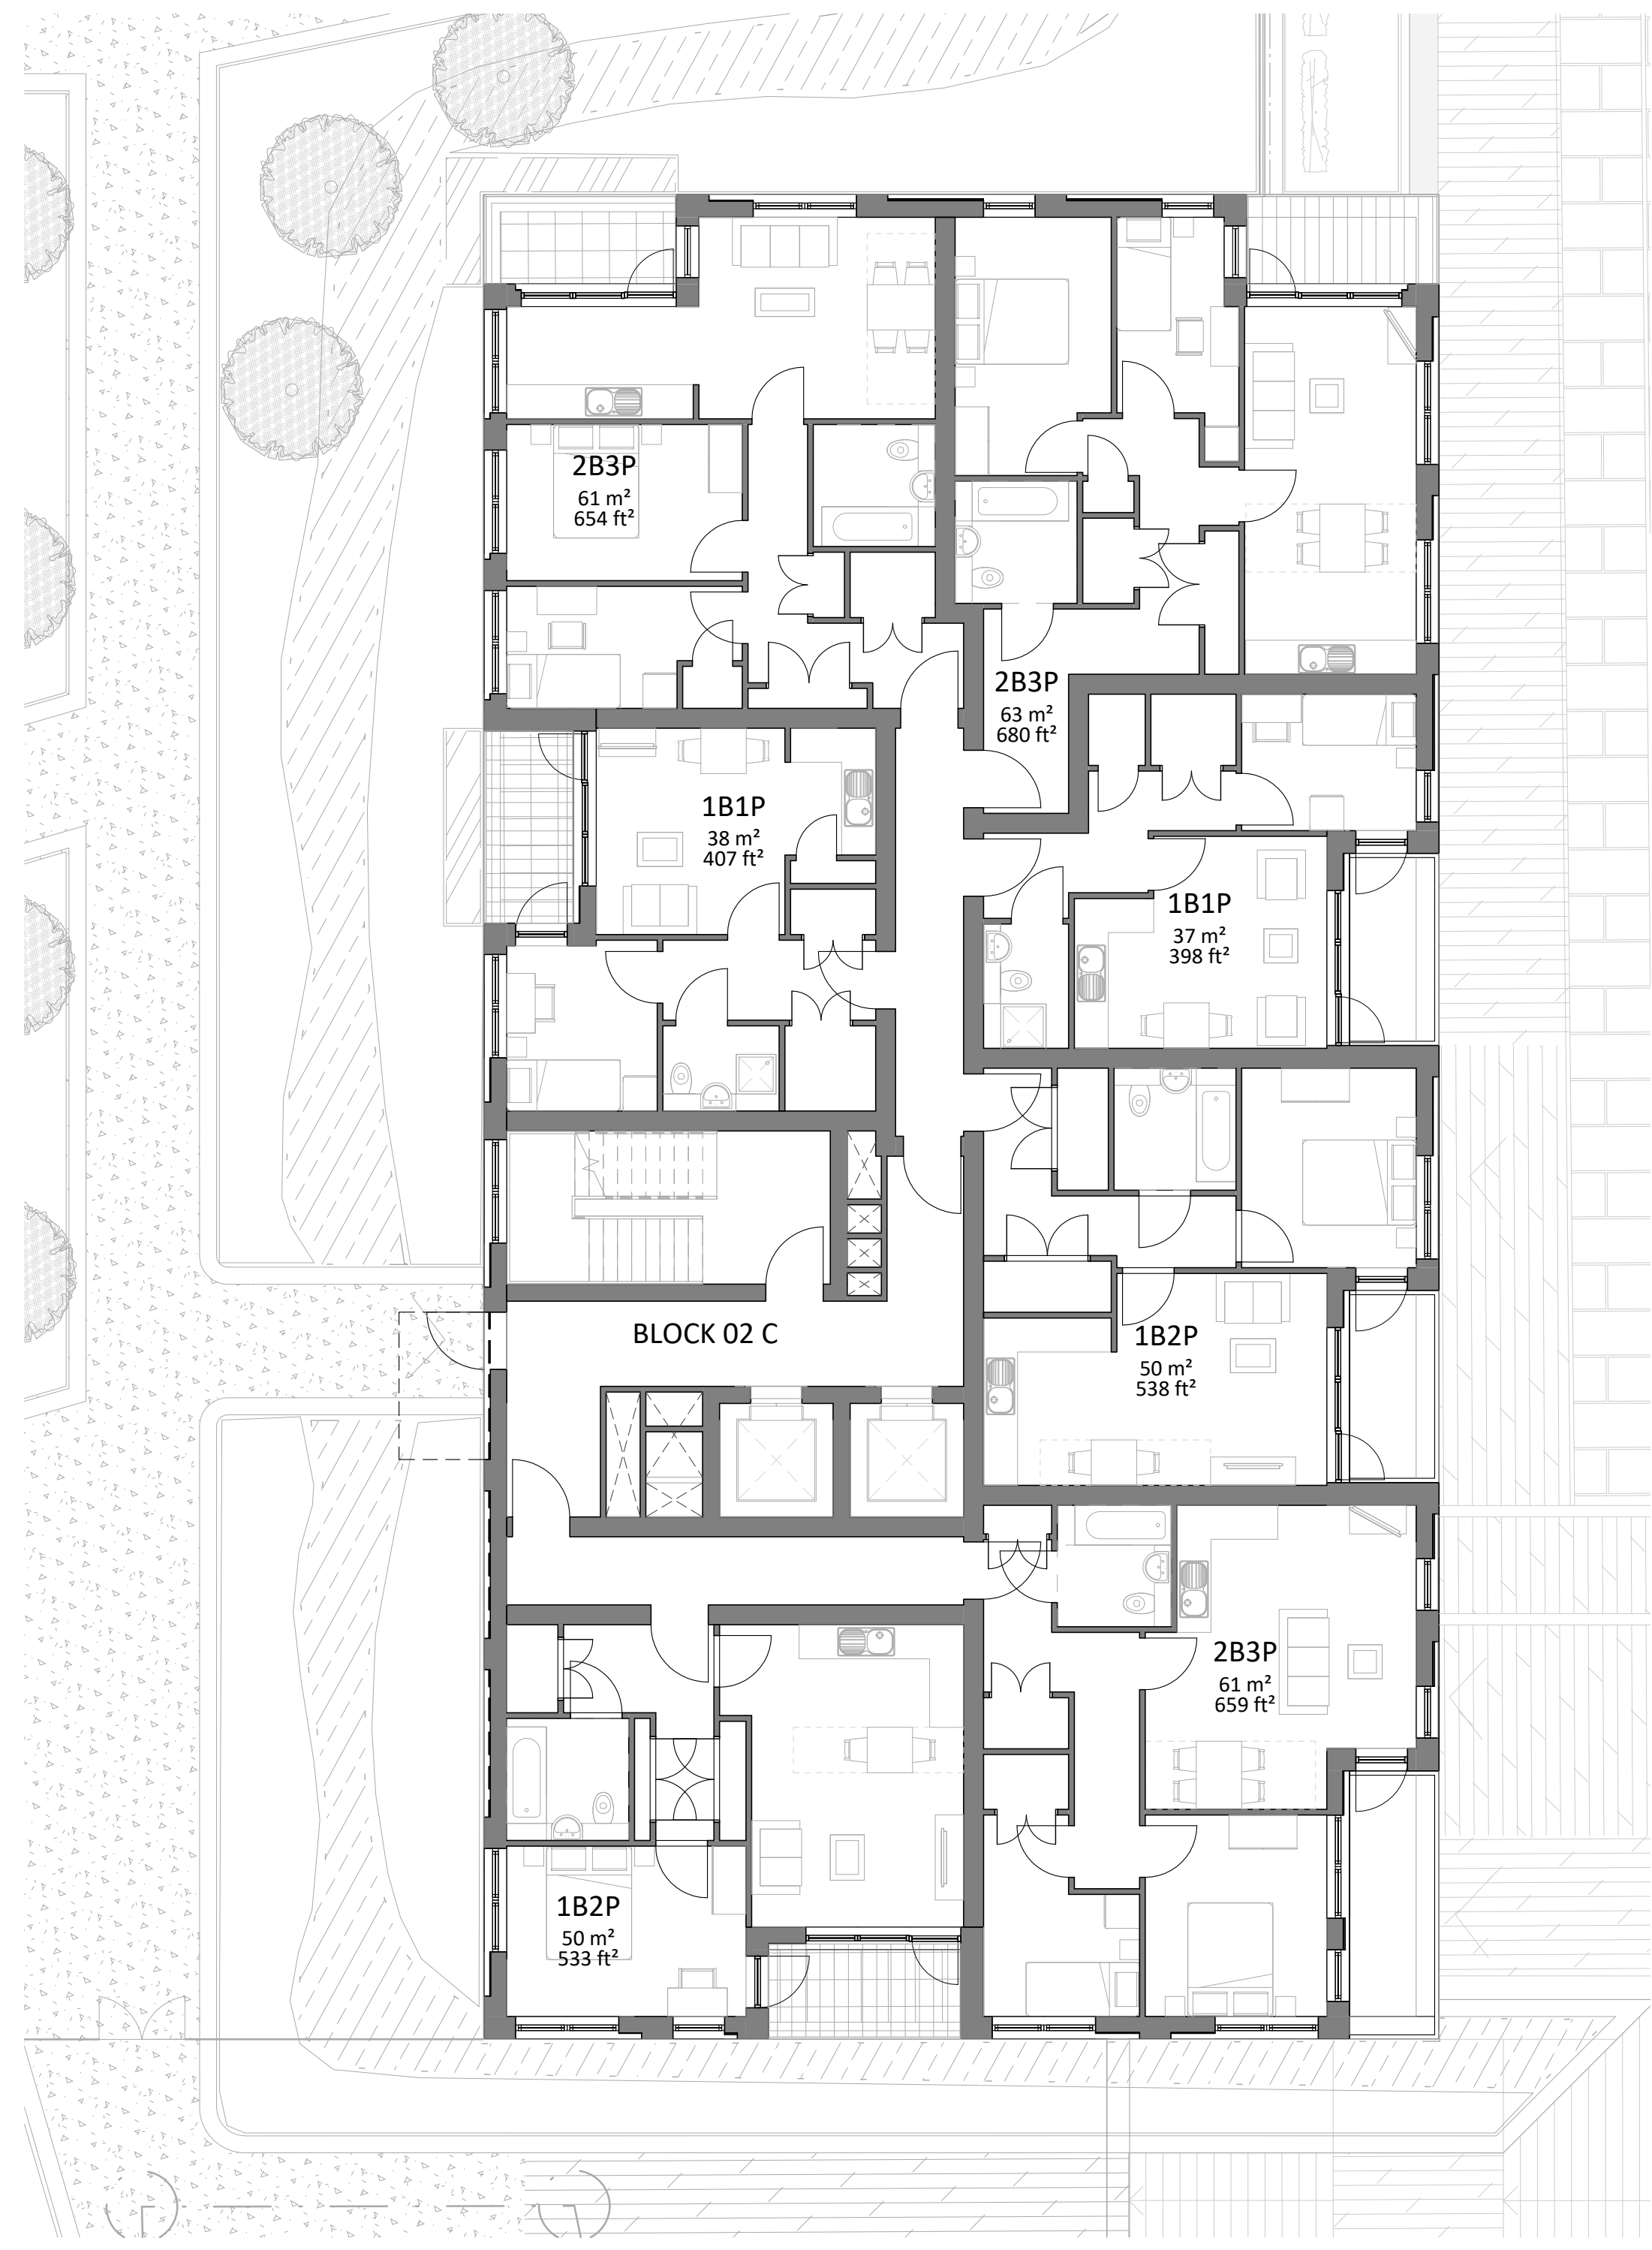 2B3P
61 m²
654 ft²
2B3P
63 m²
680 ft²
1B1P
38 m²
407 ft²
1B1P
37 m²
398 ft²
BLOCK 02 C
1B2P
50 m²
538 ft²
2B3P
61 m²
659 ft²
1B2P
50 m²
533 ft²